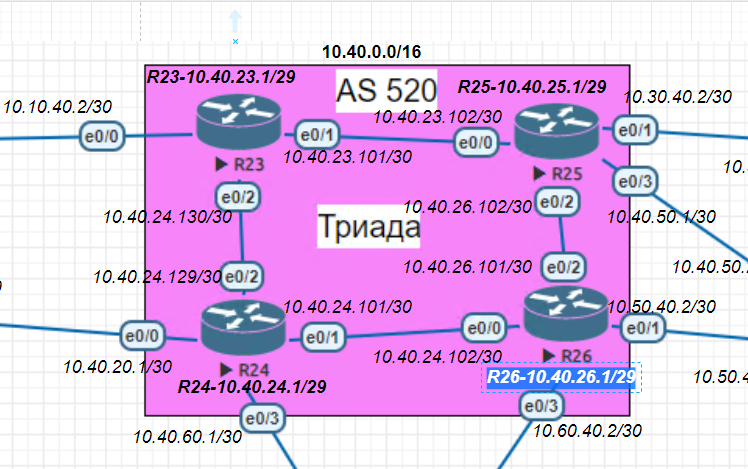 10.40.0.0/16
R23-10.40.23.1/29
AS 520
R25-10.40.25.1/29
10.10.40.2/30
10.40.23.102/30
10.30.40.2/30
e0/0
e0/1
e0/0
e0/1
10.40.23.101/30
R23
R25
e0/2
e0/2
e0/3
10.40.24.130/30
Триада
10.40.26.102/30
10.40.50.1/30
10.40.24.129/30
e0/2
10.40.26.101/30
e0/2
10.40.50.
10.40.24.101/30
10.50.40.2/30
e0/0
e0/1
e0/0
e0/1
10.40.20.1/30
R24
10.40.24.102/30
R26
R24-10.40.24.1/29
R26-10.40.26.1/29
10.50.4
e0/3
e0/3
10.40.60.1/30
10.60.40.2/30